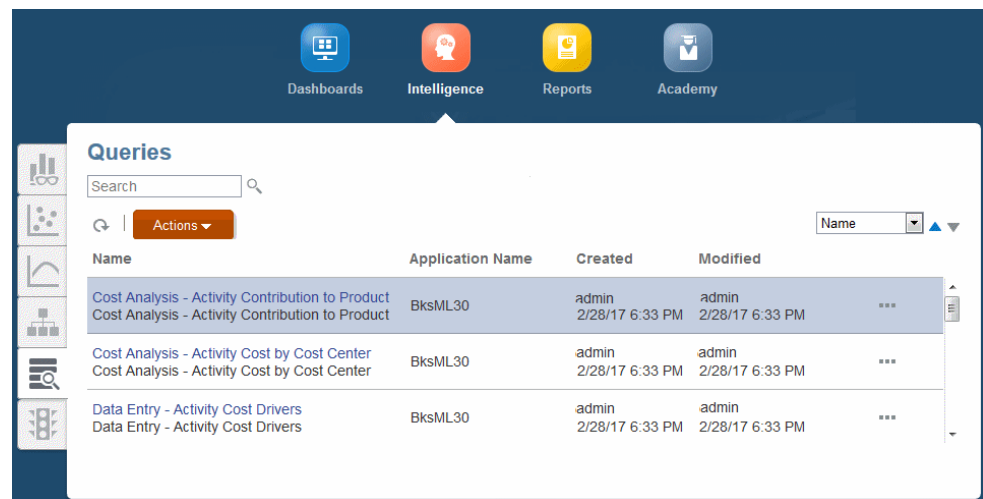 Dashboards Intelligence Reports Academy
Queries
Search
Actions
Name
Name Application Name Created Modified
Cost Analysis - Activity Contribution to Product
Cost Analysis - Activity Contribution to Product
BksML30
admin
2/28/17 6:33 PM
admin
2/28/17 6:33 PM
Cost Analysis - Activity Cost by Cost Center
Cost Analysis - Activity Cost by Cost Center
BksML30
admin
2/28/17 6:33 PM
admin
2/28/17 6:33 PM
Data Entry - Activity Cost Drivers
Data Entry - Activity Cost Drivers
BksML30
admin
2/28/17 6:33 PM
admin
2/28/17 6:33 PM